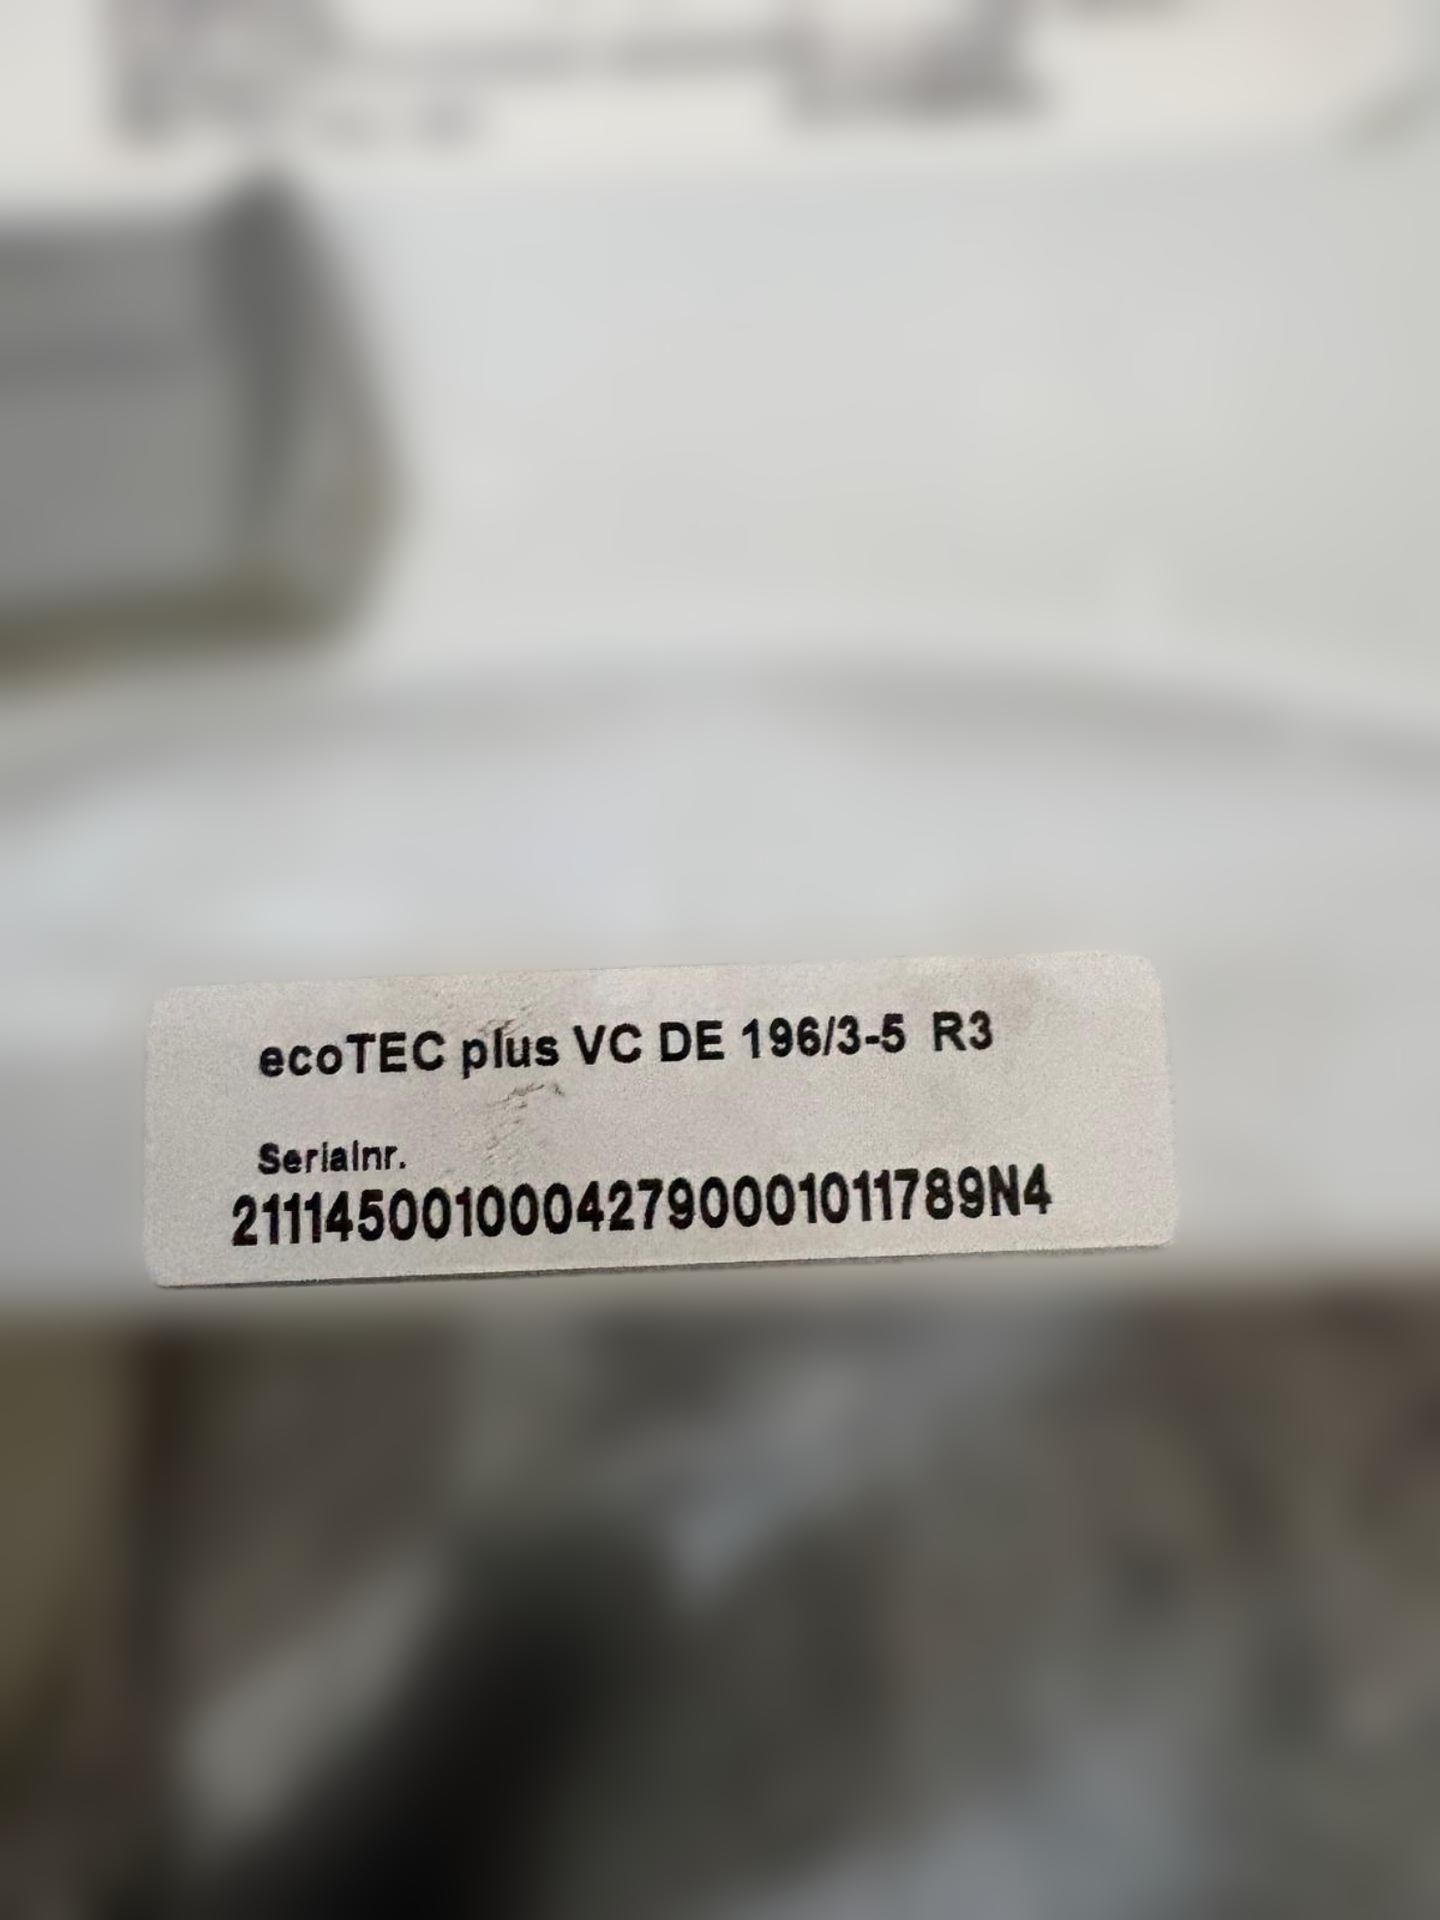 ecoTEC plus VC DE 196/3-5 R3
Serialnr.
21114500100042790001011789N4